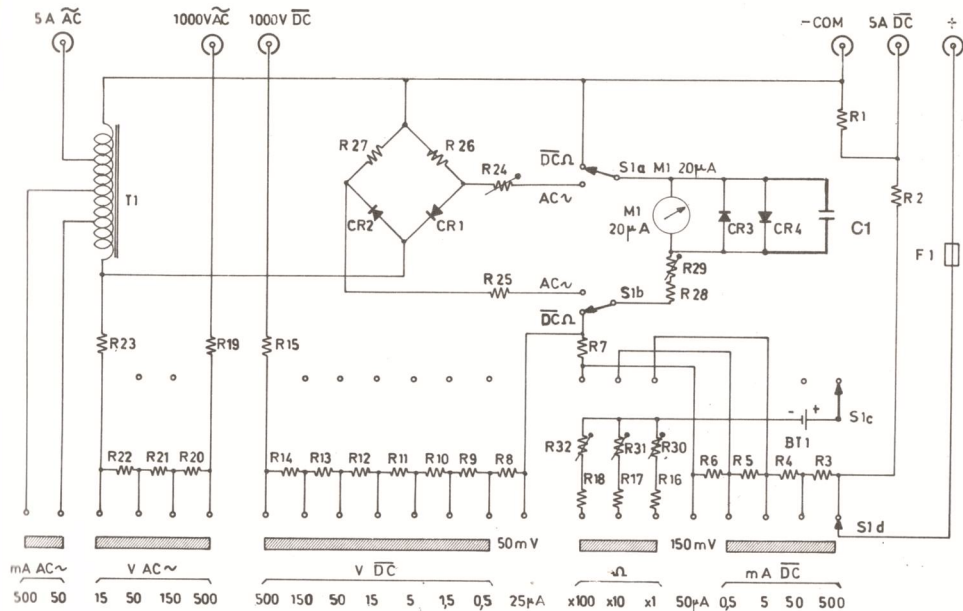 5A AC 1000V AC 1000V DC - COM 5A DC ÷
R1
R27 R26
R24 DCΩ S1a M1 20µA
T1 AC∼ R2
CR2 CR1 M1 20µA CR3 CR4 C1
F1
R29
R25 AC∼ S1b R28
DCΩ
R23 R19 R15 R7
- + S1c
BT1
R32 R31 R30
R22 R21 R20 R14 R13 R12 R11 R10 R9 R8 R6 R5 R4 R3
R18 R17 R16
S1d
50mV 150mV
mA AC∼ V AC∼ V DC Ω mA DC
500 50 15 50 150 500 500 150 50 15 5 1,5 0,5 25µA x100 x10 x1 50µA 0,5 5 50 500